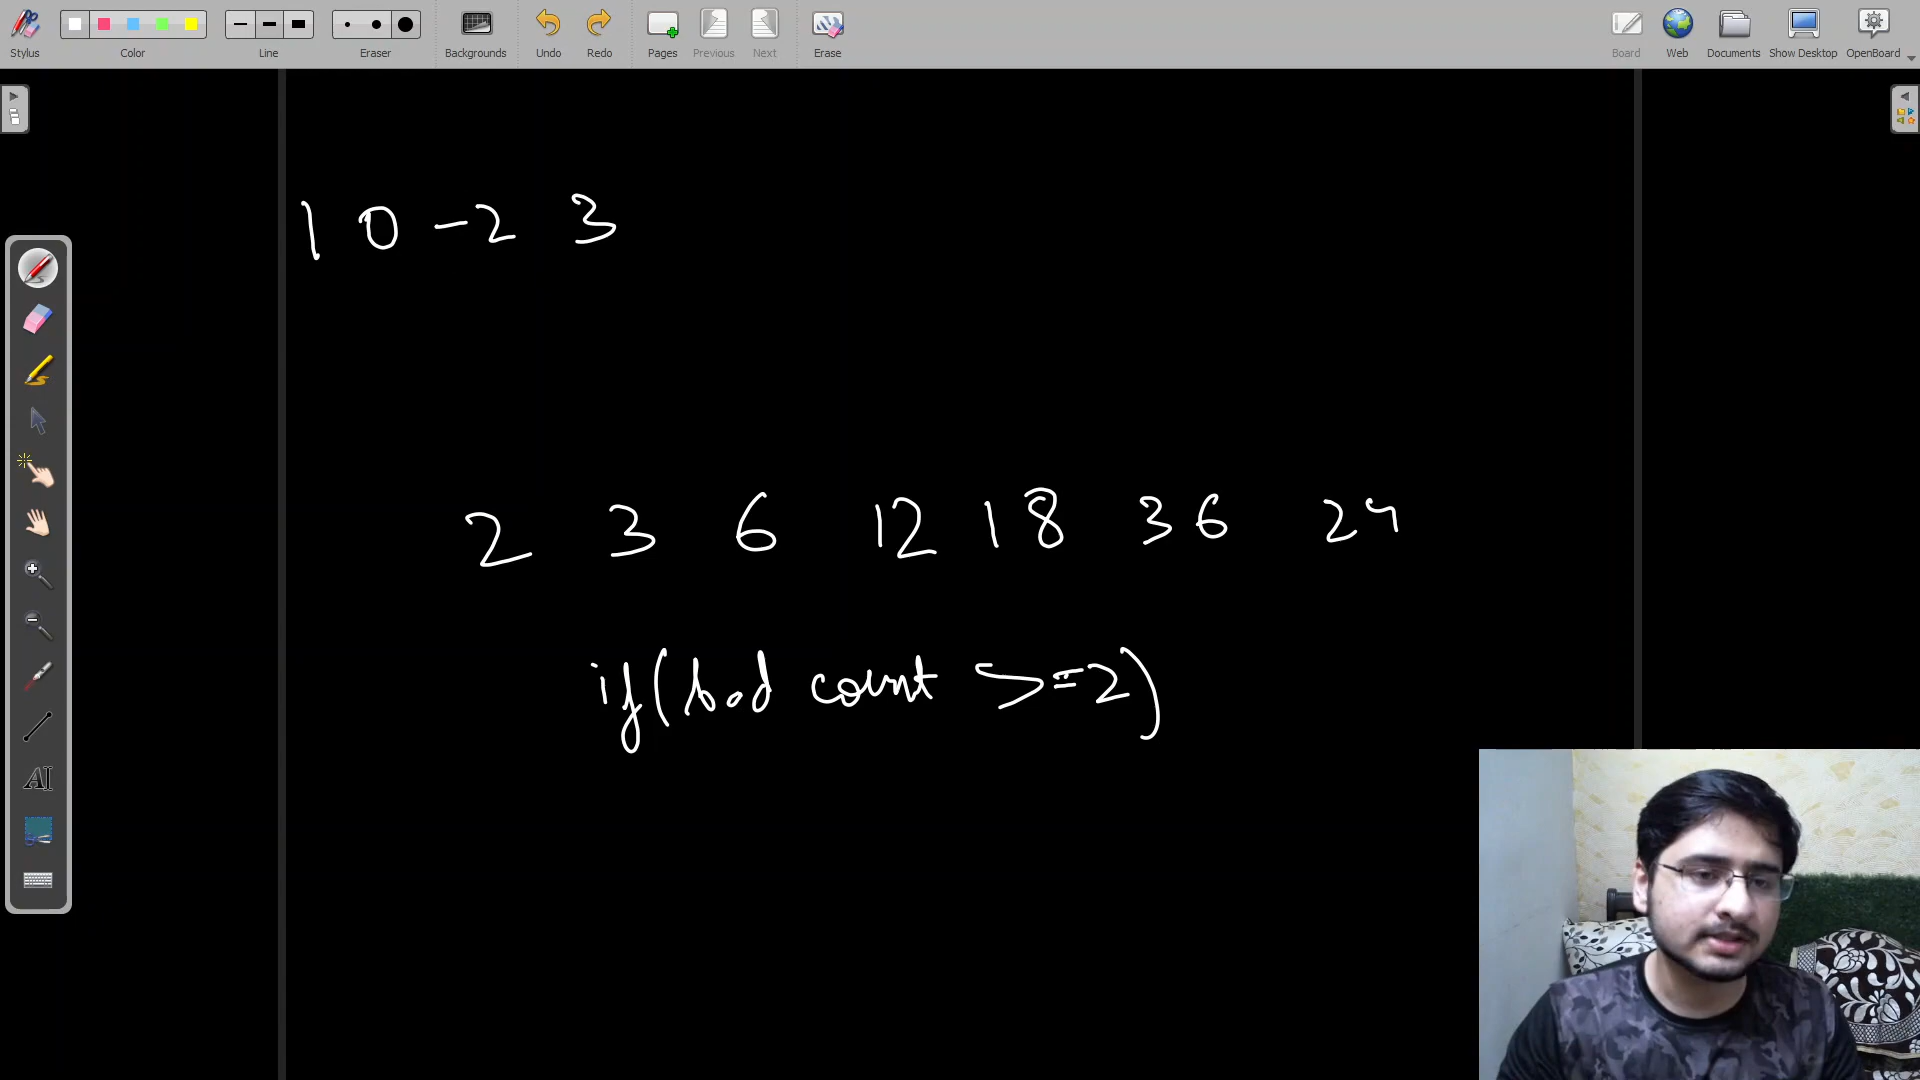 Stylus
Color
Line
Eraser
Backgrounds
Undo
Redo
Pages
Previous
Next
Erase
Board
Web
Documents
Show Desktop
OpenBoard
1 0 -2 3
2 3 6 12 18 36 24
if(bad count >=2)
AI